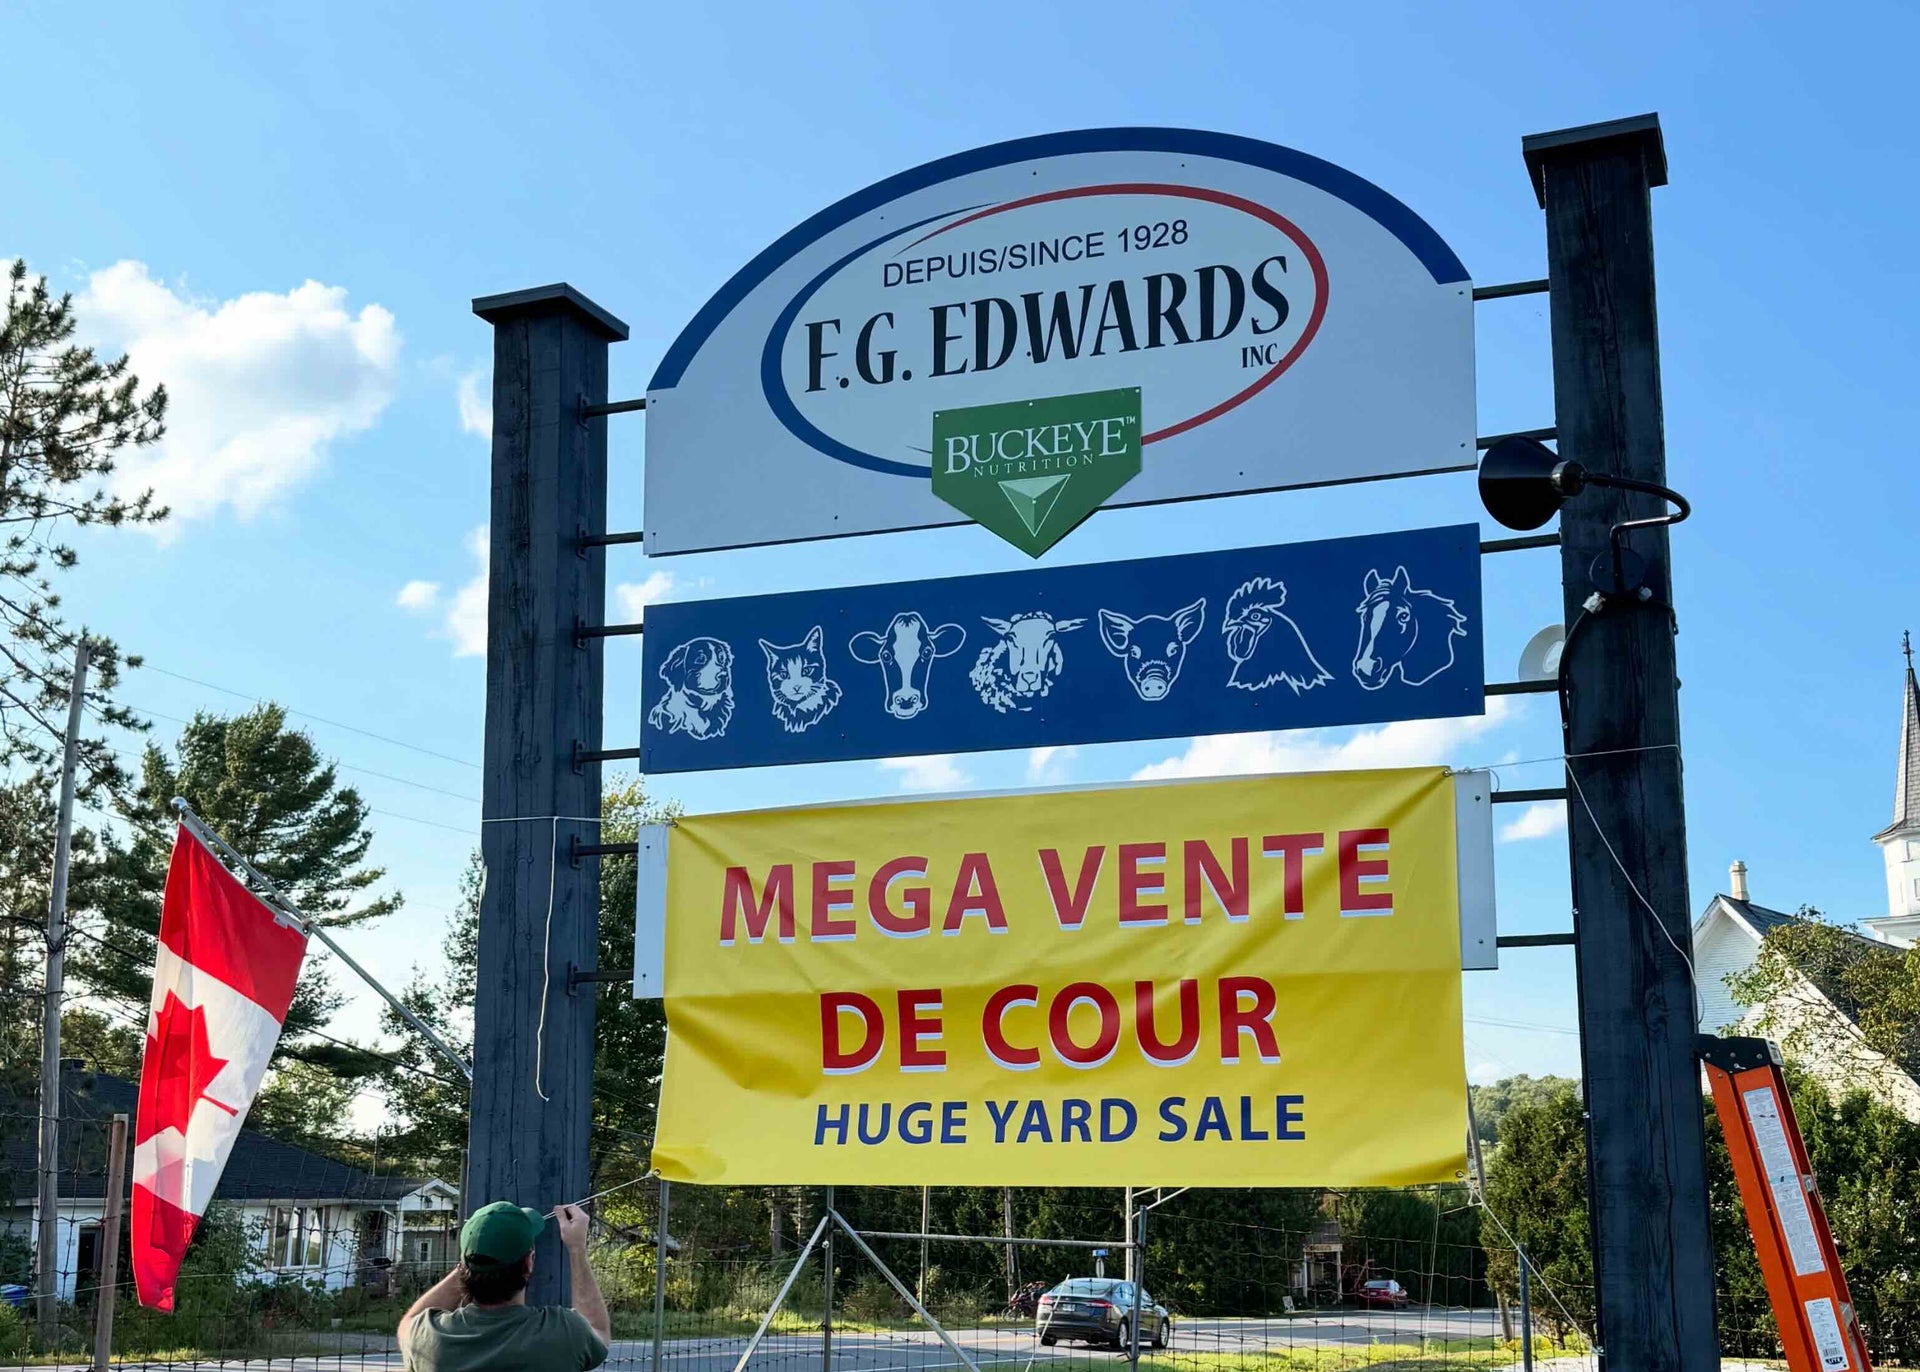 DEPUIS/SINCE 1928
F.G. EDWARDS
INC.
BUCKEYE™
NUTRITION
MEGA VENTE
DE COUR
HUGE YARD SALE